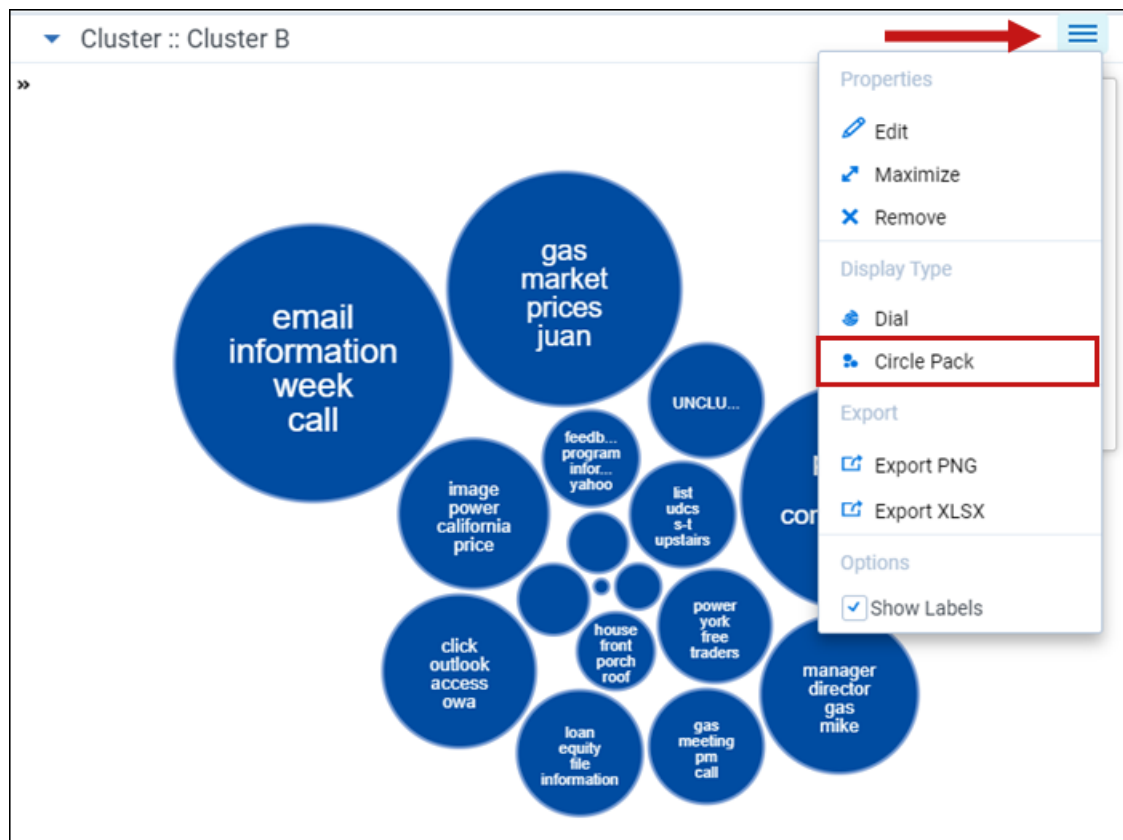 Cluster :: Cluster B
»
Properties
Edit
Maximize
Remove
Display Type
Dial
Circle Pack
Export
Export PNG
Export XLSX
Options
Show Labels
gas
market
prices
juan
email
information
week
call
UNCLU...
feedb...
program
infor...
yahoo
list
udcs
s-t
upstairs
image
power
california
price
power
york
free
traders
house
front
porch
roof
click
outlook
access
owa
manager
director
gas
mike
gas
meeting
pm
call
loan
equity
file
information